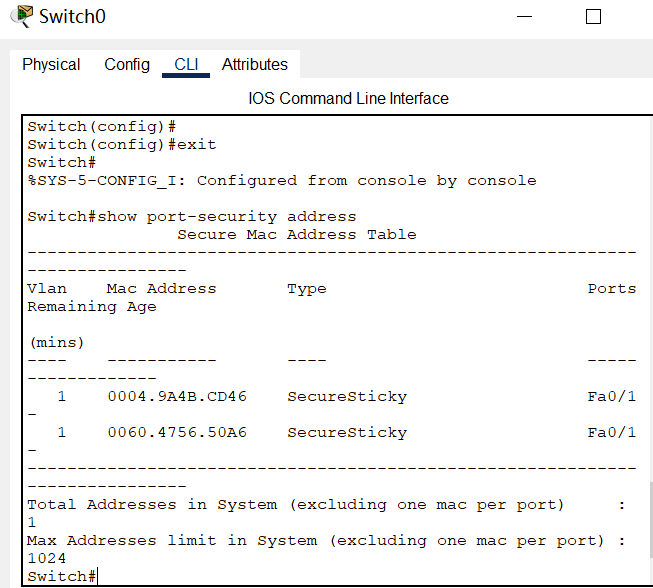 Switch0
Physical Config CLI Attributes
IOS Command Line Interface
Switch(config)#
Switch(config)#exit
Switch#
%SYS-5-CONFIG_I: Configured from console by console
Switch#show port-security address
Secure Mac Address Table
-------------------------------------------------------------
----------------
Vlan Mac Address Type Ports
Remaining Age
(mins)
---- ----------- ---- -----
-------------
1 0004.9A4B.CD46 SecureSticky Fa0/1
-
1 0060.4756.50A6 SecureSticky Fa0/1
-
-------------------------------------------------------------
----------------
Total Addresses in System (excluding one mac per port) :
1
Max Addresses limit in System (excluding one mac per port) :
1024
Switch#